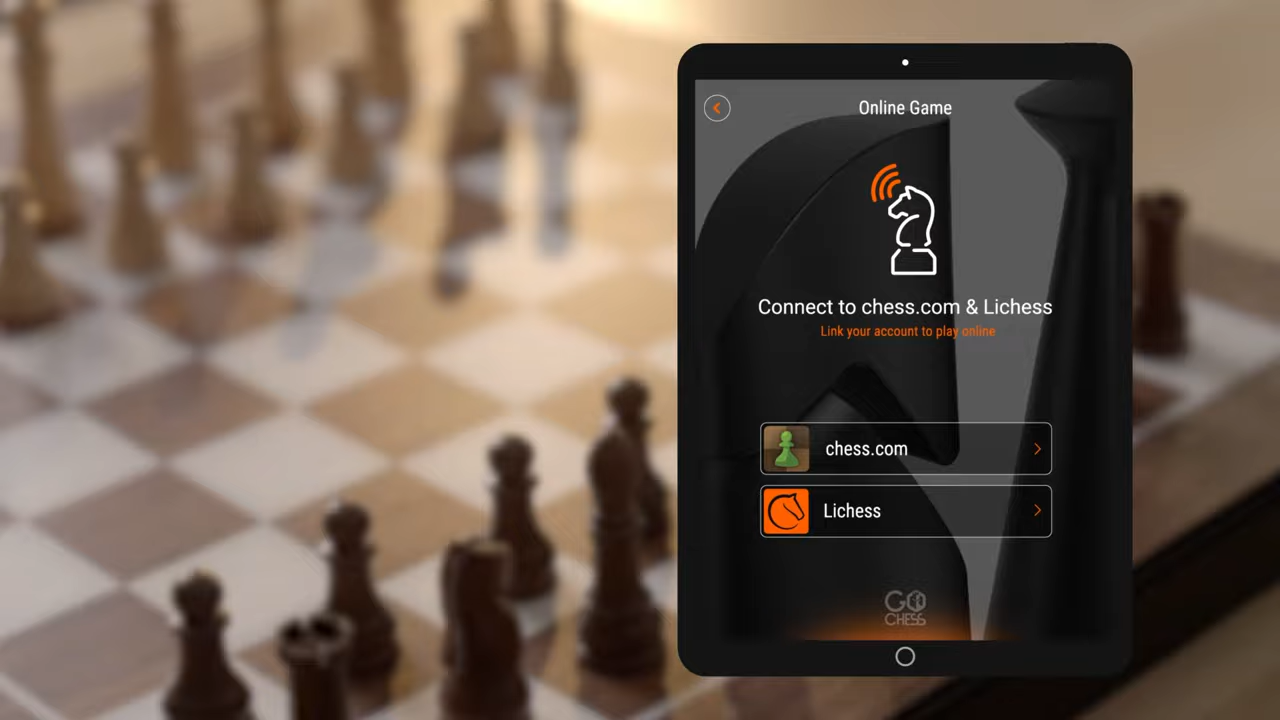 Online Game
Connect to chess.com & Lichess
Link your account to play online
chess.com
Lichess
GO
CHESS